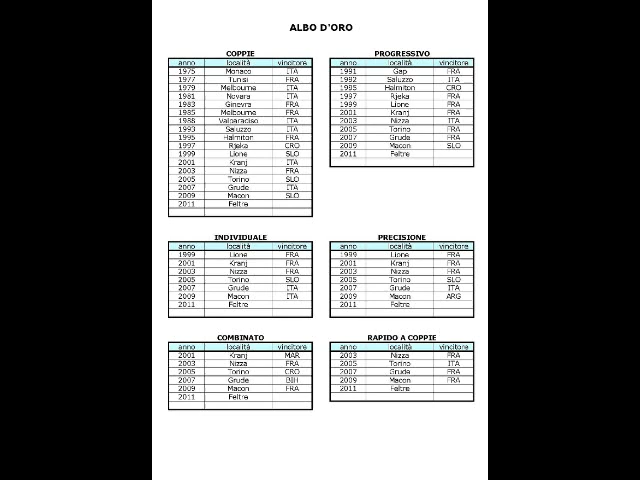 ALBO D'ORO
COPPIE
anno località vincitore
1975 Monaco ITA
1977 Tunisi FRA
1979 Melbourne ITA
1981 Novara ITA
1983 Ginevra FRA
1985 Melbourne FRA
1986 Valparadiso ITA
1993 Saluzzo ITA
1995 Halmiton FRA
1997 Rjeka CRO
1999 Lione SLO
2001 Kranj ITA
2003 Nizza FRA
2005 Torino SLO
2007 Grude ITA
2009 Macon SLO
2011 Feltre
PROGRESSIVO
anno località vincitore
1991 Gap FRA
1992 Saluzzo ITA
1995 Halmiton CRO
1997 Rjeka FRA
1999 Lione FRA
2001 Kranj FRA
2003 Nizza ITA
2005 Torino FRA
2007 Grude FRA
2009 Macon SLO
2011 Feltre
INDIVIDUALE
anno località vincitore
1999 Lione FRA
2001 Kranj FRA
2003 Nizza FRA
2005 Torino SLO
2007 Grude ITA
2009 Macon ITA
2011 Feltre
PRECISIONE
anno località vincitore
1999 Lione FRA
2001 Kranj FRA
2003 Nizza FRA
2005 Torino SLO
2007 Grude ITA
2009 Macon ARG
2011 Feltre
COMBINATO
anno località vincitore
2001 Kranj MAR
2003 Nizza FRA
2005 Torino CRO
2007 Grude BIH
2009 Macon FRA
2011 Feltre
RAPIDO A COPPIE
anno località vincitore
2003 Nizza FRA
2005 Torino ITA
2007 Grude FRA
2009 Macon FRA
2011 Feltre